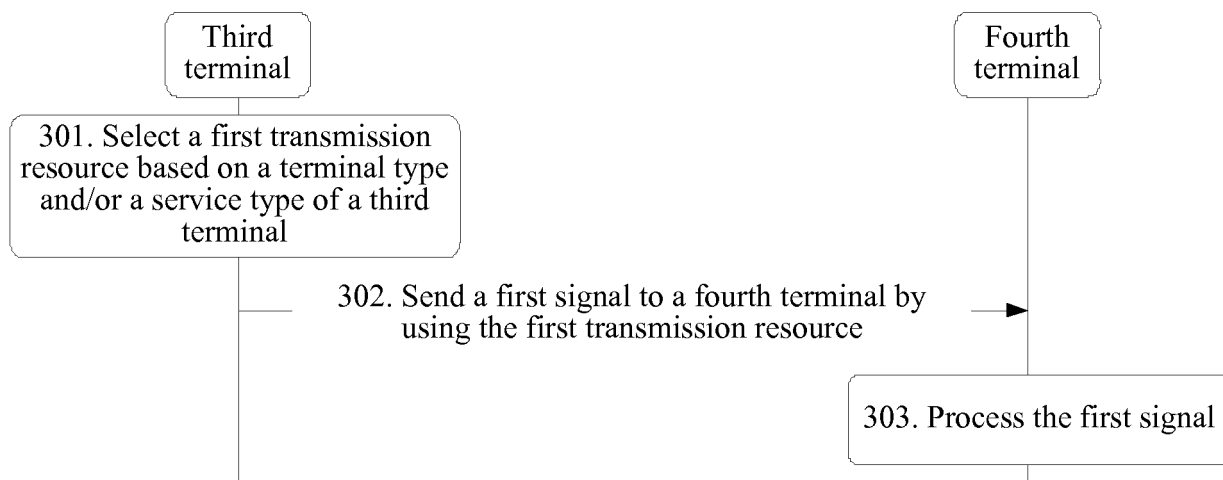 Third
terminal
Fourth
terminal
301. Select a first transmission
resource based on a terminal type
and/or a service type of a third
terminal
302. Send a first signal to a fourth terminal by
using the first transmission resource
303. Process the first signal